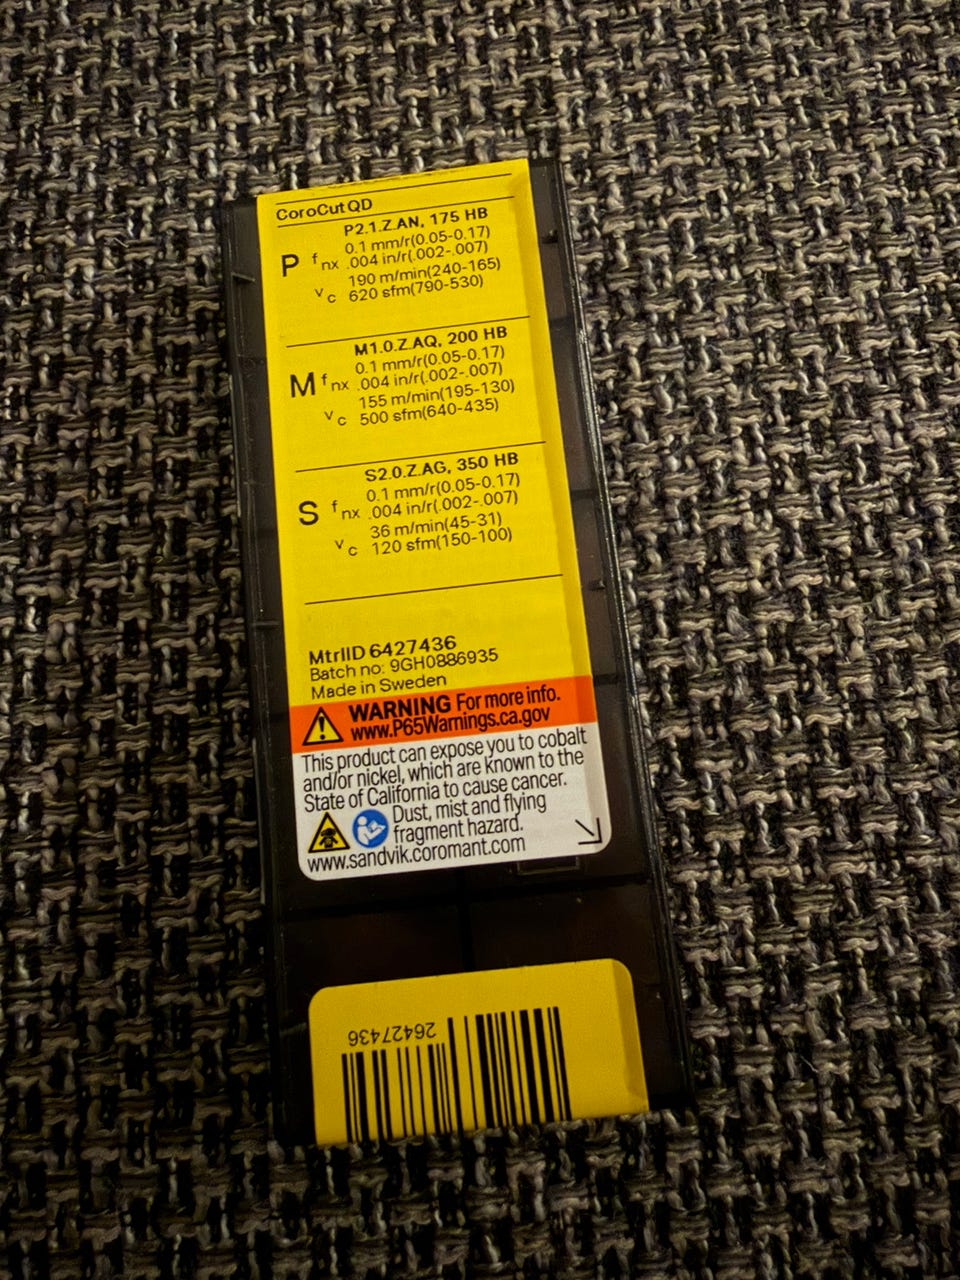 CoroCut QD
P2.1.Z.AN, 175 HB
P fnx 0.1 mm/r(0.05-0.17)
.004 in/r(.002-.007)
vc 190 m/min(240-165)
620 sfm(790-530)
M1.0.Z.AQ, 200 HB
M fnx 0.1 mm/r(0.05-0.17)
.004 in/r(.002-.007)
vc 155 m/min(195-130)
500 sfm(640-435)
S2.0.Z.AG, 350 HB
S fnx 0.1 mm/r(0.05-0.17)
.004 in/r(.002-.007)
vc 36 m/min(45-31)
120 sfm(150-100)
MtrlID 6427436
Batch no: 9GH0886935
Made in Sweden
WARNING For more info.
www.P65Warnings.ca.gov
This product can expose you to cobalt
and/or nickel, which are known to the
State of California to cause cancer.
Dust, mist and flying
fragment hazard.
www.sandvik.coromant.com
26427436